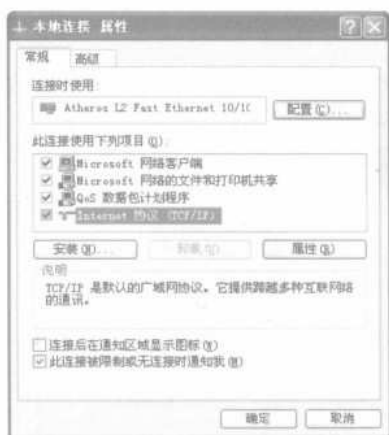 本地连接 属性
常规 高级
连接时使用:
Atheros L2 Fast Ethernet 10/10
配置(C)...
此连接使用下列项目(O):
Microsoft 网络客户端
Microsoft 网络的文件和打印机共享
QoS 数据包计划程序
Internet 协议 (TCP/IP)
安装(N)... 卸载(U) 属性(R)
说明
TCP/IP 是默认的广域网协议。它提供跨越多种互联网络
的通讯。
连接后在通知区域显示图标(W)
此连接被限制或无连接时通知我(M)
确定 取消